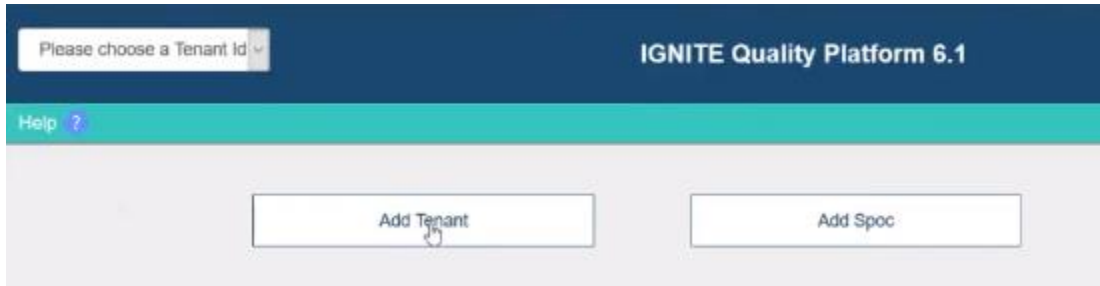 Please choose a Tenant Id
IGNITE Quality Platform 6.1
Help ?
Add Tenant
Add Spoc